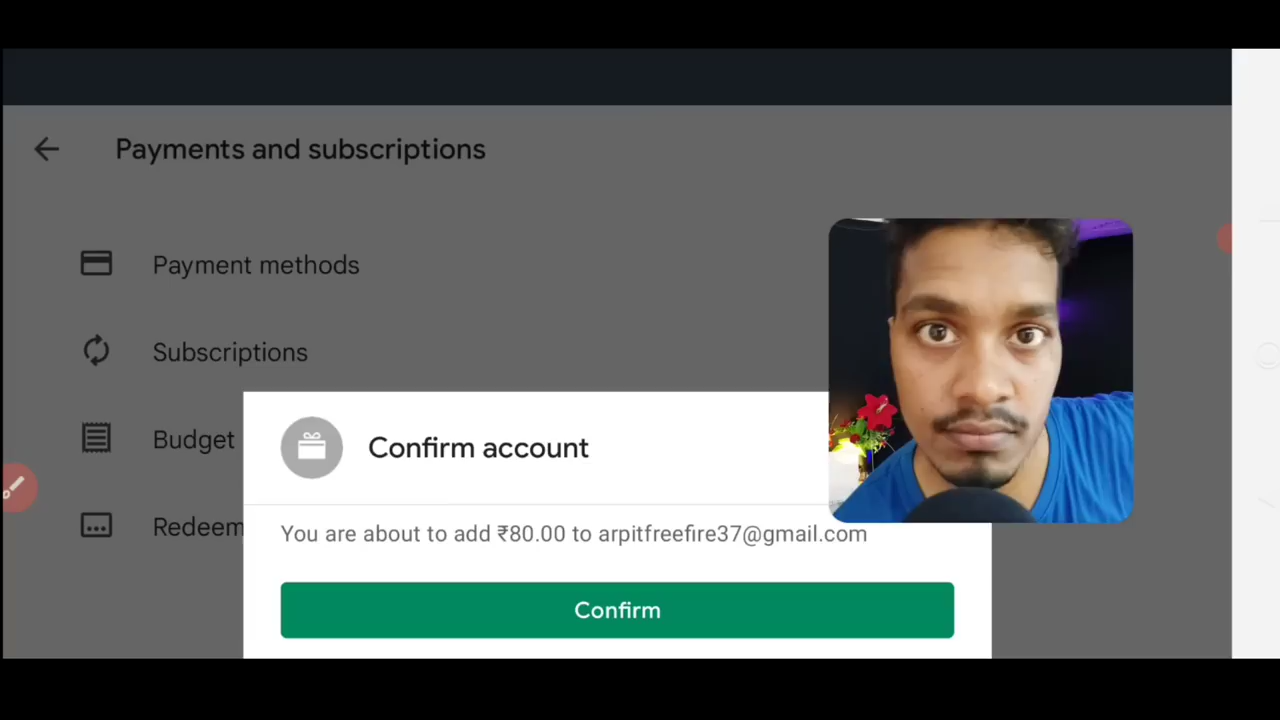 Payments and subscriptions
Payment methods
Subscriptions
Budget
Redeem
Confirm account
You are about to add ₹80.00 to arpitfreefire37@gmail.com
Confirm